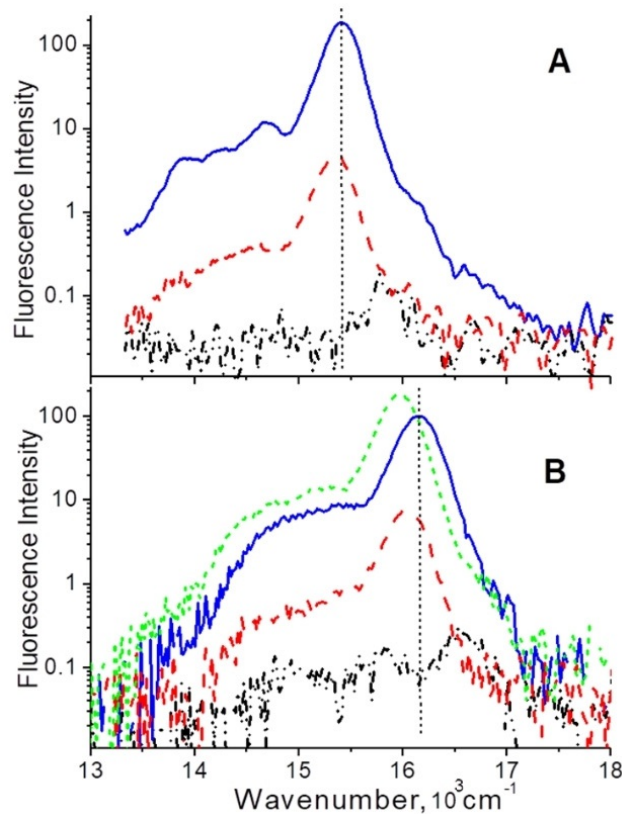 A
100
10
1
0.1
Fluorescence Intensity
B
100
10
1
0.1
Fluorescence Intensity
13 14 15 16 17 18
Wavenumber, 10³cm⁻¹